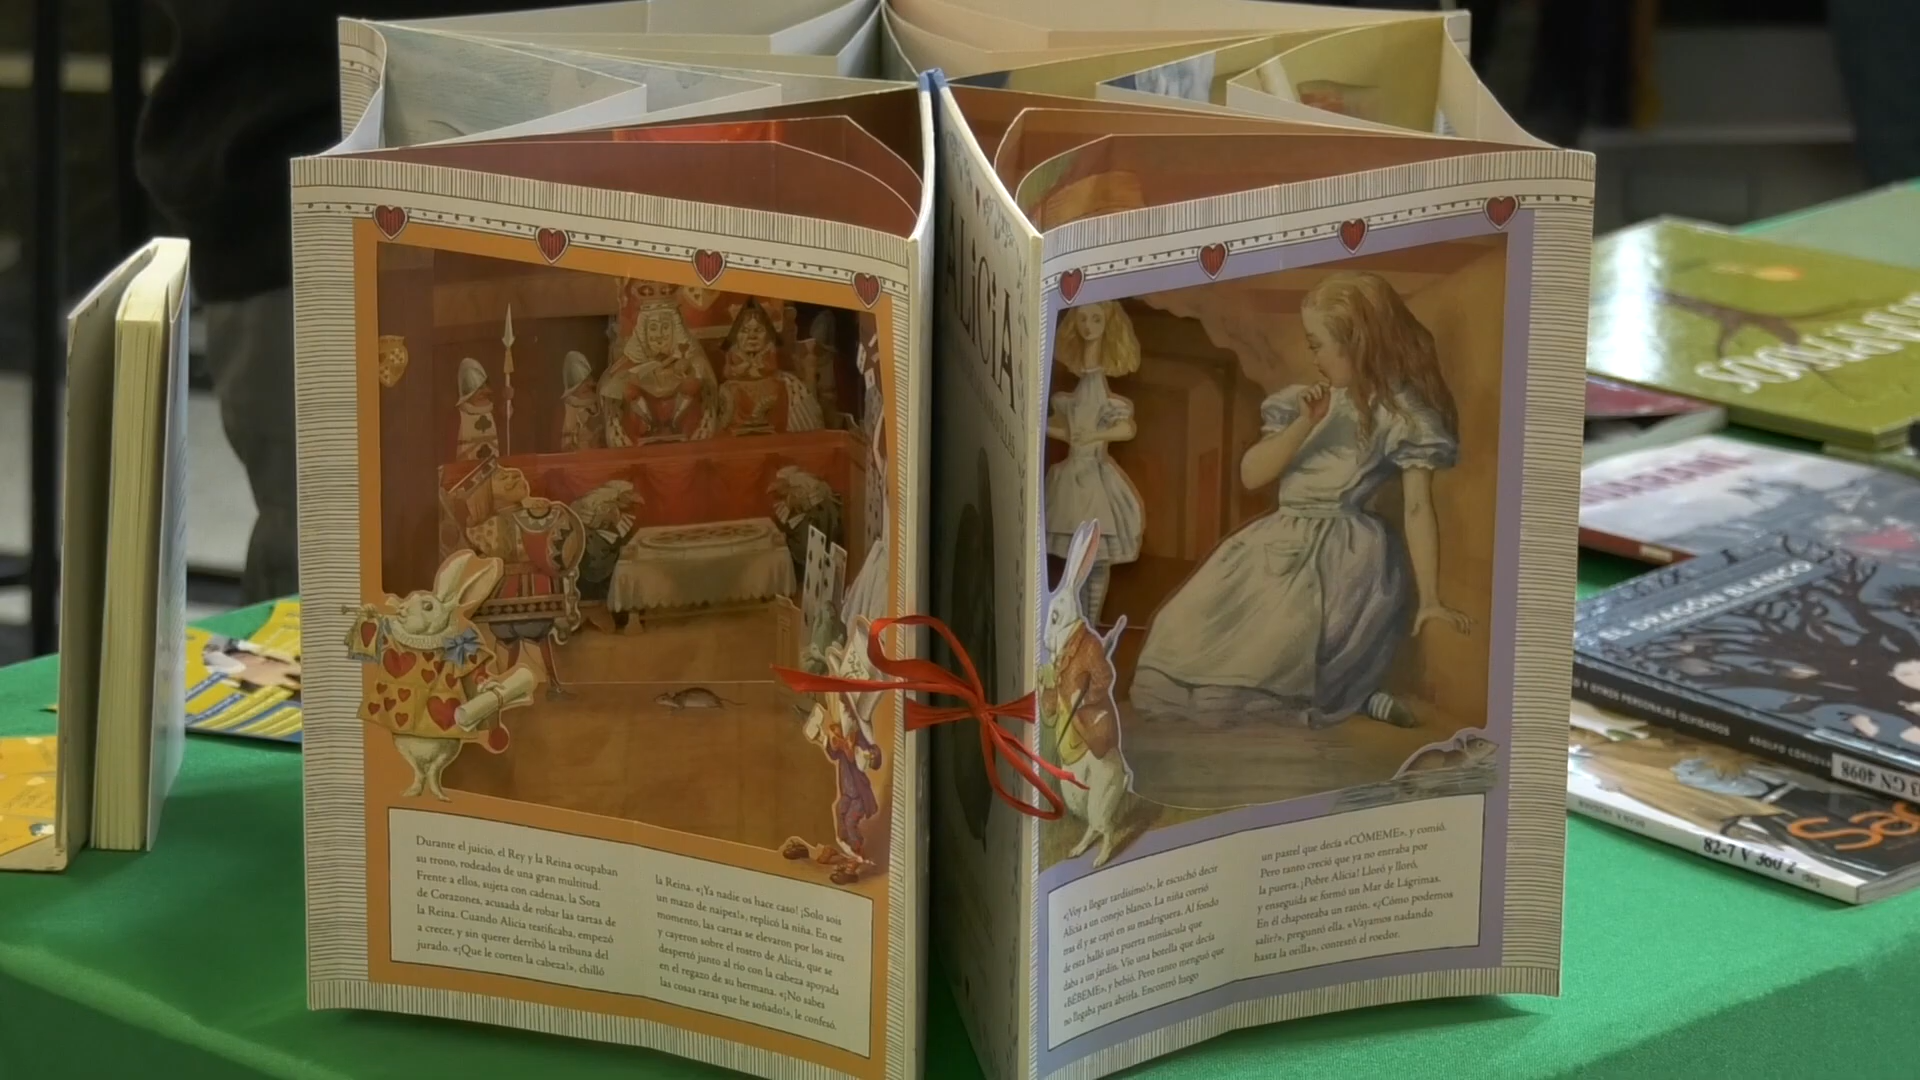 Durante el juicio, el Rey y la Reina ocupaban
su trono, rodeados de una gran multitud.
Frente a ellos, sujeta con cadenas, la Sota
de Corazones, acusada de robar las tartas de
la Reina. Cuando Alicia testificaba, empezó
a crecer, y sin querer derribó la tribuna del
jurado. «¡Que le corten la cabeza!», chilló
la Reina. «¡Ya nadie os hace caso! ¡Solo sois
un mazo de naipes!», replicó la niña. En ese
momento, las cartas se elevaron por los aires
y cayeron sobre el rostro de Alicia, que se
despertó junto al río con la cabeza apoyada
en el regazo de su hermana. «¡No sabes
las cosas raras que he soñado!», le confesó.
ALiCiA
«¡Voy a llegar tardísimo!», le escuchó decir
Alicia a un conejo blanco. La niña corrió
tras él y se cayó en su madriguera. Al fondo
de esta halló una puerta minúscula que
daba a un jardín. Vio una botella que decía
«BÉBEME», y bebió. Pero tanto menguó que
no llegaba para abrirla. Encontró luego
un pastel que decía «CÓMEME», y comió.
Pero tanto creció que ya no entraba por
la puerta. ¡Pobre Alicia! Lloró y lloró,
y enseguida se formó un Mar de Lágrimas.
En él chapoteaba un ratón. «¿Cómo podemos
salir?», preguntó ella. «Vayamos nadando
hasta la orilla», contestó el roedor.
EL DRAGÓN BLANCO
Y OTROS PERSONAJES OLVIDADOS
ADOLFO CÓRDOVA
3 GN 4098
82-7 V 360 2